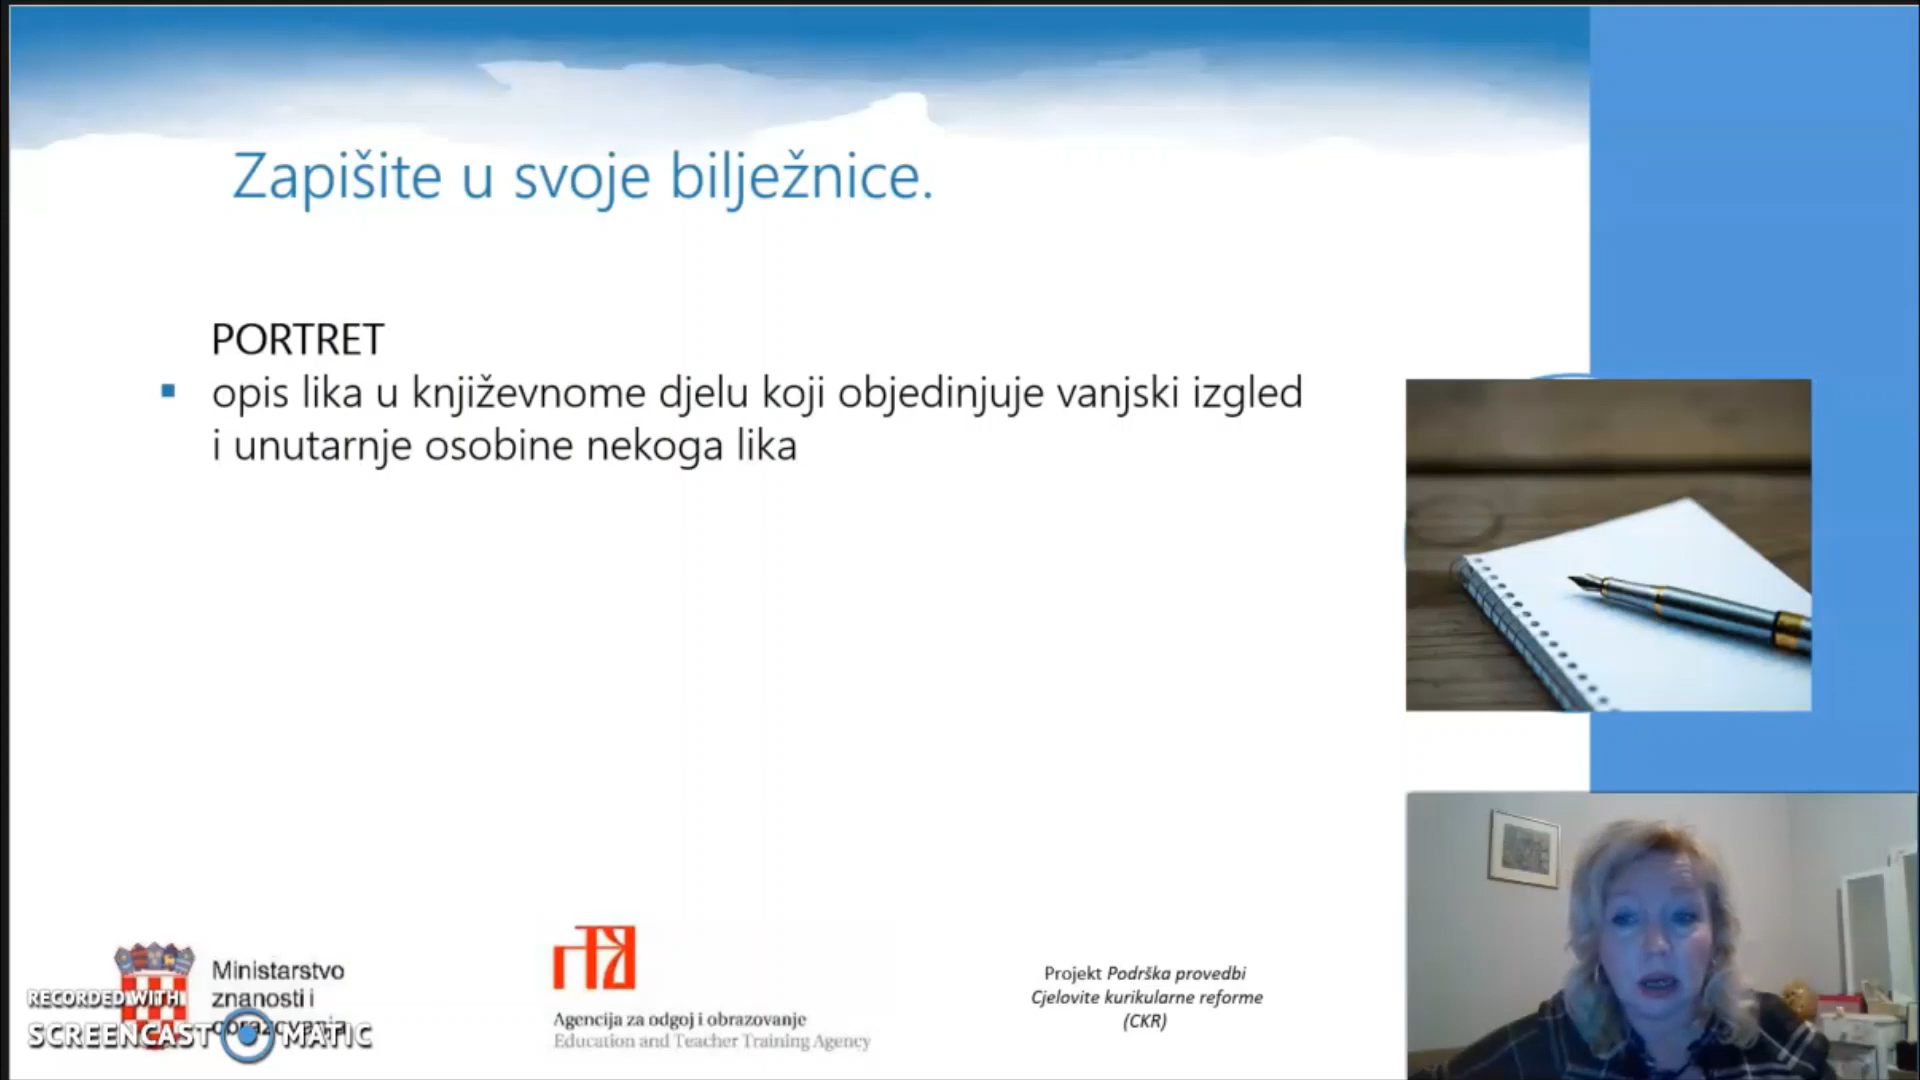 Zapišite u svoje bilježnice.
PORTRET
opis lika u književnome djelu koji objedinjuje vanjski izgled
i unutarnje osobine nekoga lika
Ministarstvo
znanosti i
obrazovanja
RECORDED WITH
SCREENCAST MATIC
Agencija za odgoj i obrazovanje
Education and Teacher Training Agency
Projekt Podrška provedbi
Cjelovite kurikularne reforme
(CKR)